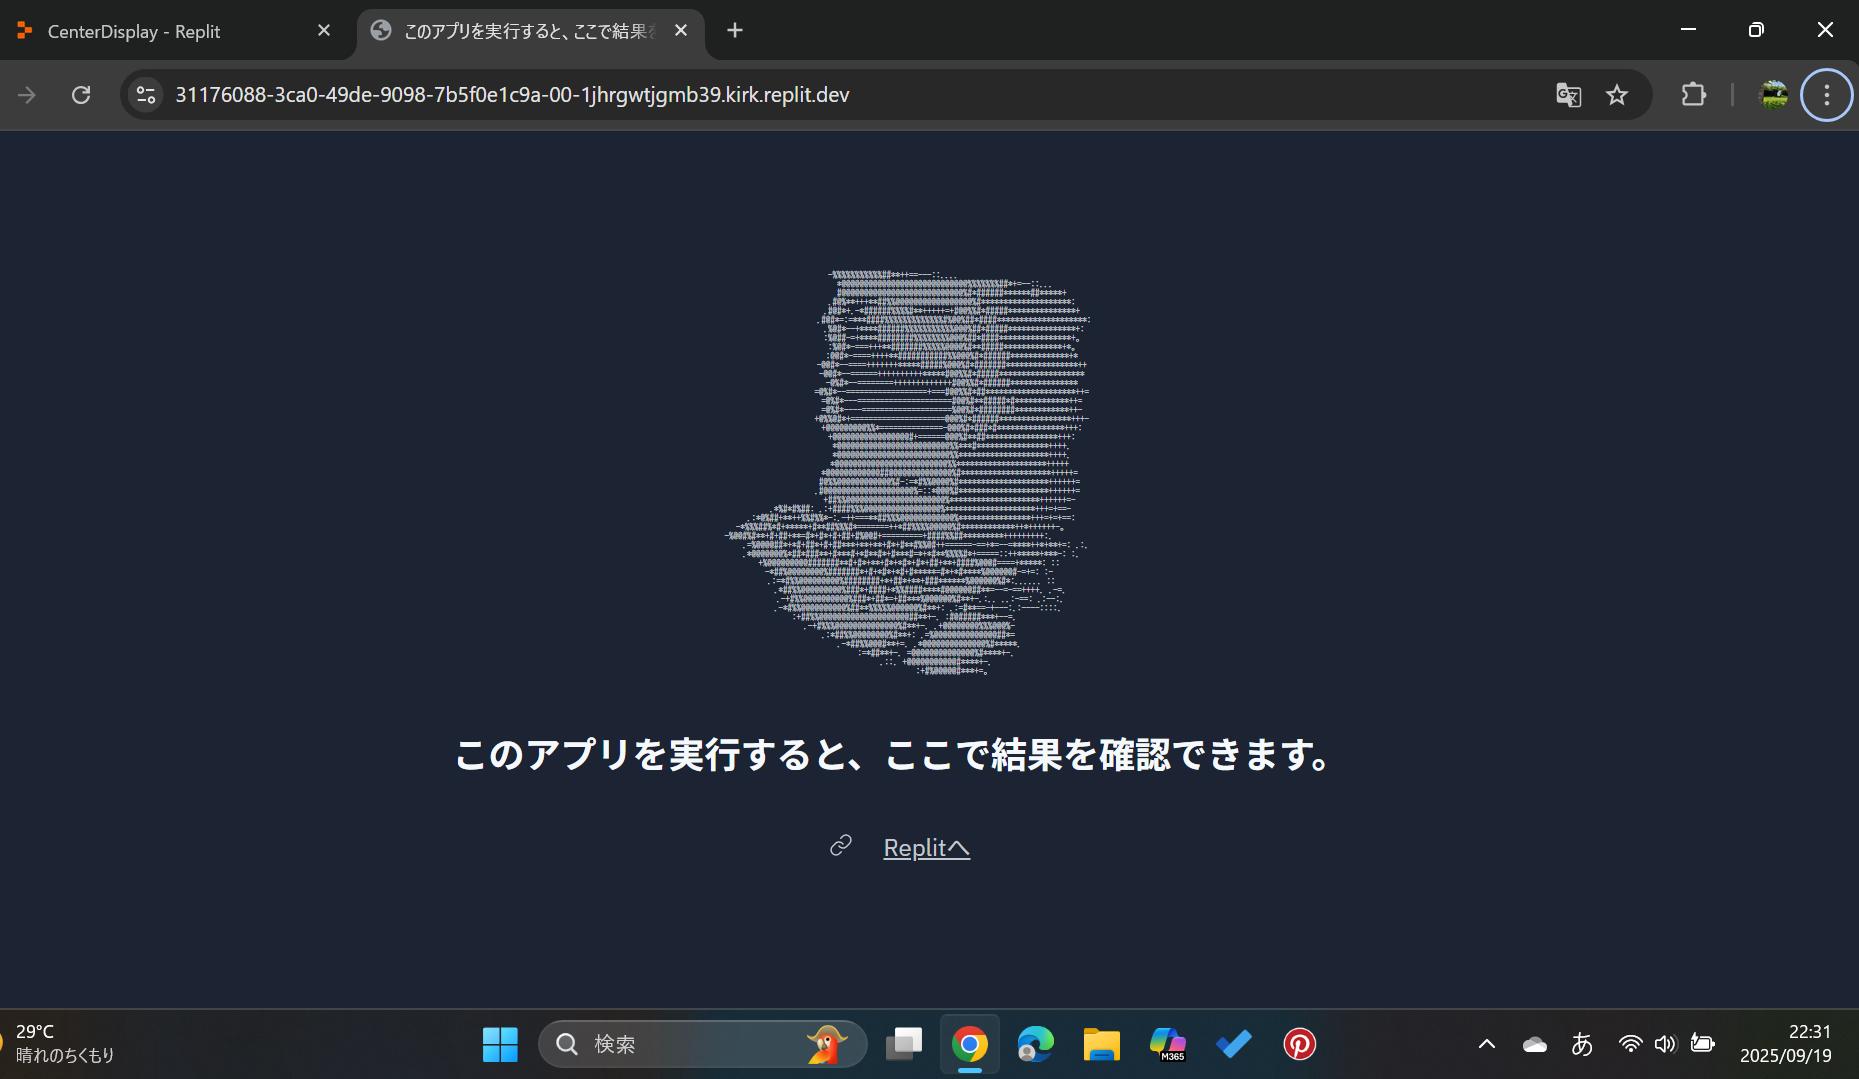 CenterDisplay - Replit
このアプリを実行すると、ここで結果を
31176088-3ca0-49de-9098-7b5f0e1c9a-00-1jhrgwtjgmb39.kirk.replit.dev
このアプリを実行すると、ここで結果を確認できます。
Replitへ
29°C
晴れのちくもり
検索
M365
あ
22:31
2025/09/19